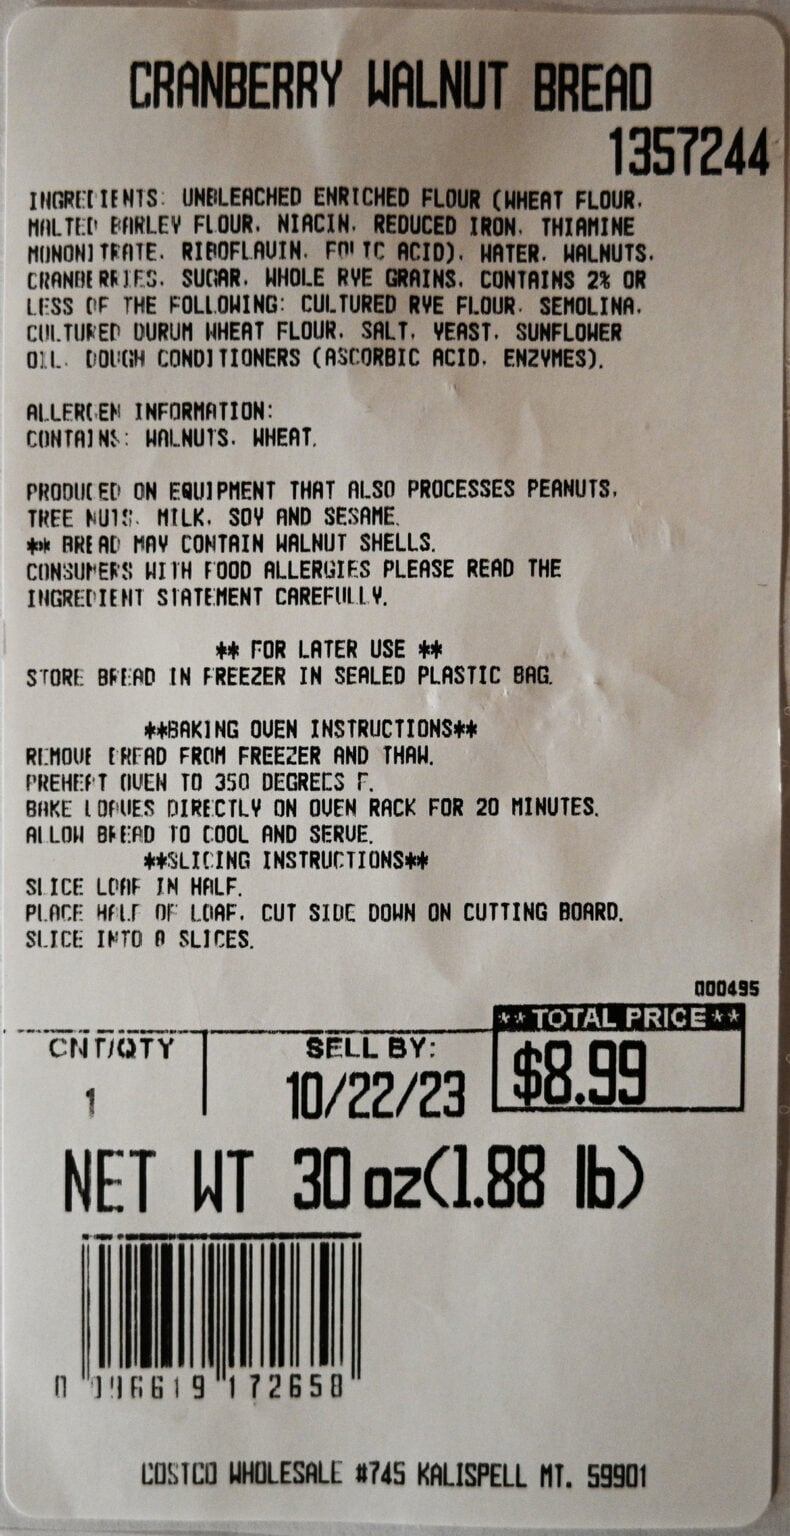 CRANBERRY WALNUT BREAD
1357244
INGREDIENTS: UNBLEACHED ENRICHED FLOUR (WHEAT FLOUR,
MALTED BARLEY FLOUR, NIACIN, REDUCED IRON, THIAMINE
MONONITRATE, RIBOFLAVIN, FOLIC ACID), WATER, WALNUTS,
CRANBERRIES, SUGAR, WHOLE RYE GRAINS, CONTAINS 2% OR
LESS OF THE FOLLOWING: CULTURED RYE FLOUR, SEMOLINA,
CULTURED DURUM WHEAT FLOUR, SALT, YEAST, SUNFLOWER
OIL, DOUGH CONDITIONERS (ASCORBIC ACID, ENZYMES).
ALLERGEN INFORMATION:
CONTAINS: WALNUTS, WHEAT.
PRODUCED ON EQUIPMENT THAT ALSO PROCESSES PEANUTS,
TREE NUTS, MILK, SOY AND SESAME.
** BREAD MAY CONTAIN WALNUT SHELLS.
CONSUMERS WITH FOOD ALLERGIES PLEASE READ THE
INGREDIENT STATEMENT CAREFULLY.
** FOR LATER USE **
STORE BREAD IN FREEZER IN SEALED PLASTIC BAG.
**BAKING OVEN INSTRUCTIONS**
REMOVE BREAD FROM FREEZER AND THAW.
PREHEAT OVEN TO 350 DEGREES F.
BAKE LOAVES DIRECTLY ON OVEN RACK FOR 20 MINUTES.
ALLOW BREAD TO COOL AND SERVE.
**SLICING INSTRUCTIONS**
SLICE LOAF IN HALF.
PLACE HALF OF LOAF, CUT SIDE DOWN ON CUTTING BOARD.
SLICE INTO SLICES.
000495
**TOTAL PRICE**
CNT/QTY
SELL BY:
$8.99
1
10/22/23
NET WT 30 oz(1.88 lb)
0 96619 172658
COSTCO WHOLESALE #745 KALISPELL MT. 59901